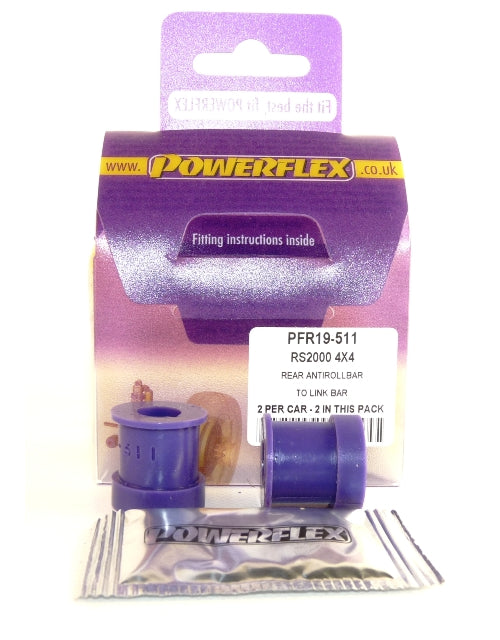 Fit the best, fit POWERFLEX
www.POWERFLEX.co.uk
Fitting instructions inside
PFR19-511
RS2000 4X4
REAR ANTIROLLBAR
TO LINK BAR
2 PER CAR - 2 IN THIS PACK
511
POWERFLEX